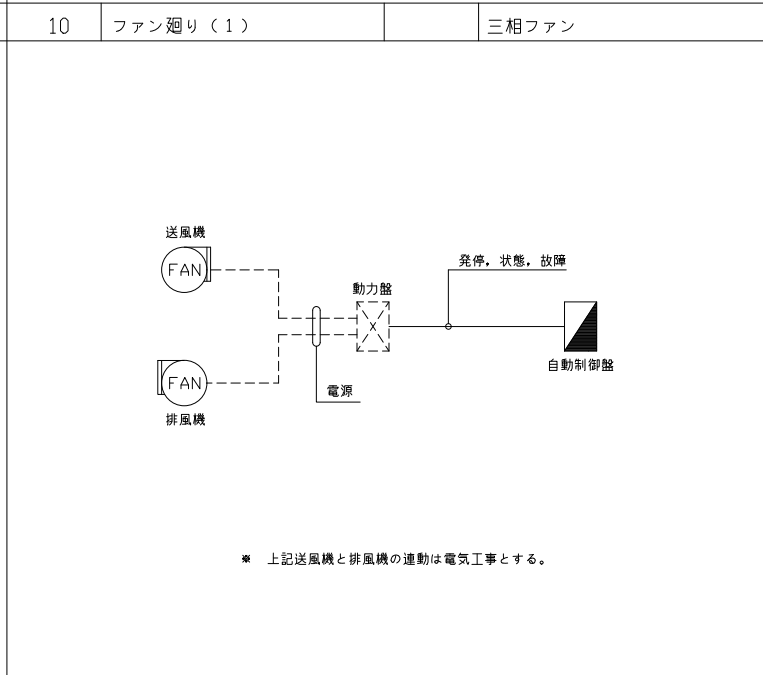 10 ファン廻り（1） 三相ファン
送風機
FAN
発停，状態，故障
動力盤
自動制御盤
FAN
電源
排風機
※ 上記送風機と排風機の連動は電気工事とする。